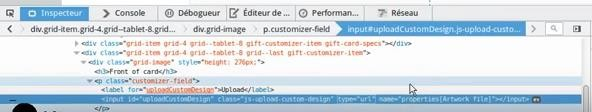 Inspecteur Console Débogueur { } Éditeur de st... Performan... Réseau
div.grid-item.grid-4.grid--tablet-8.grid... div.grid-image p.customizer-field input#uploadCustomDesign.js-upload-custo...
<div class="grid-item grid-4 grid--tablet-8 gift-customizer-item gift-card-specs"></div>
<div class="grid-item grid-4 grid--tablet-8 grid--last gift-customizer-item">
<div class="grid-image" style="height: 276px;">
<h3>Front of card</h3>
<p class="customizer-field">
<label for="uploadCustomDesign">Upload</label>
<input id="uploadCustomDesign" class="js-upload-custom-design" type="url" name="properties[Artwork file]"></input>
</p>